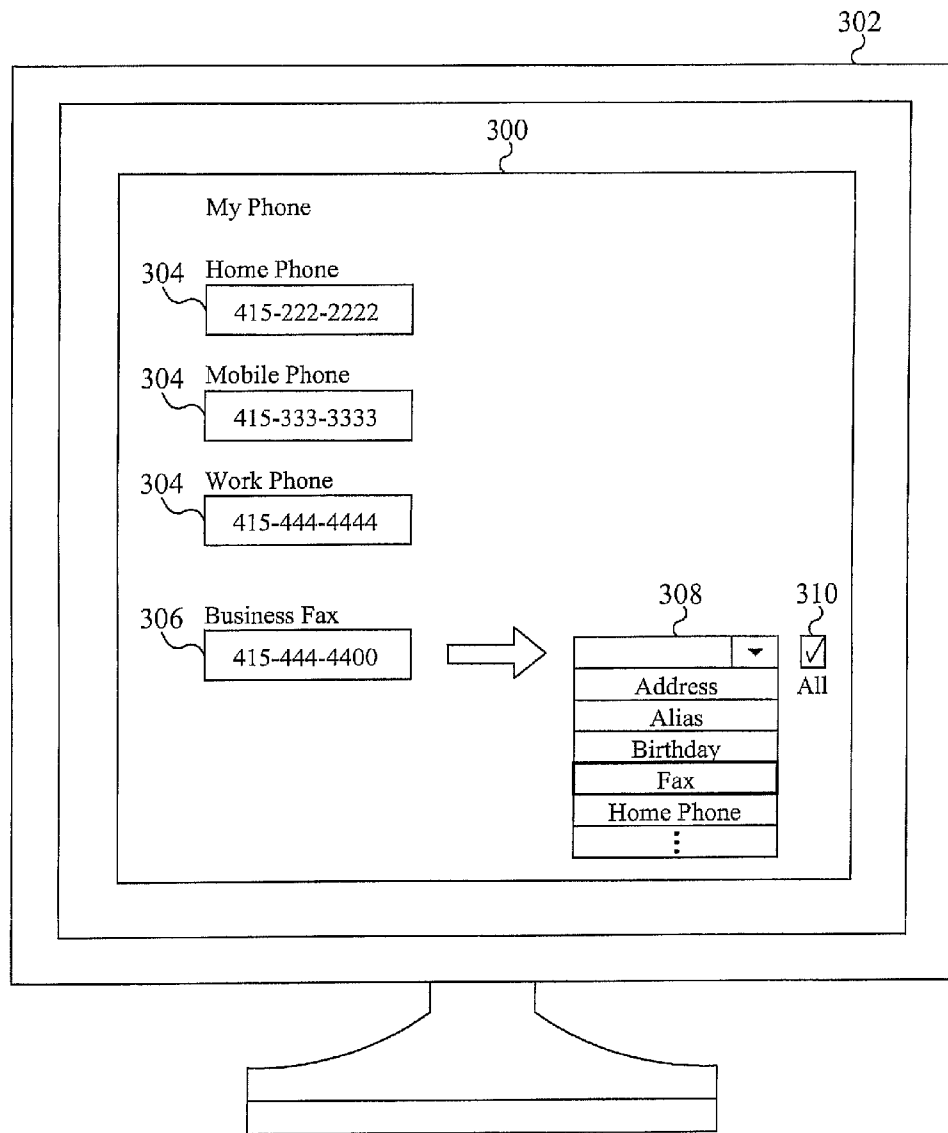 302
300
My Phone
304 Home Phone
415-222-2222
304 Mobile Phone
415-333-3333
304 Work Phone
415-444-4444
306 Business Fax
415-444-4400
308 310
All
Address
Alias
Birthday
Fax
Home Phone